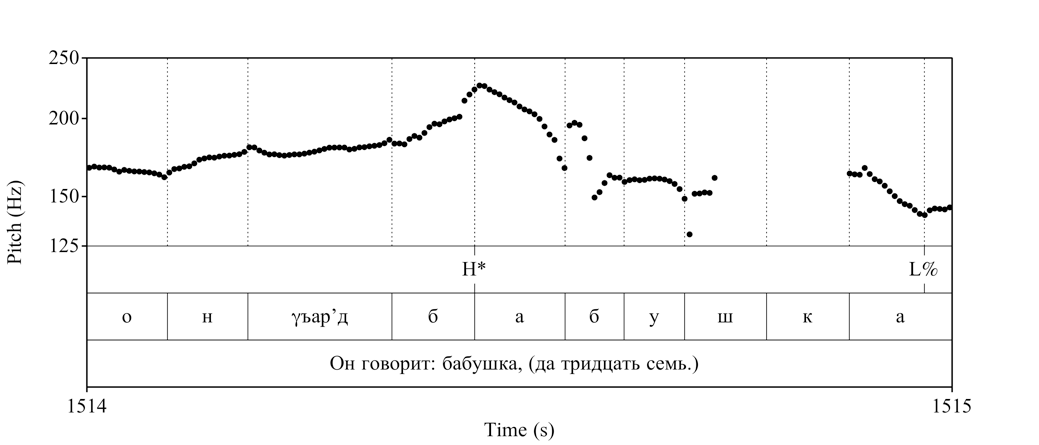 250
200
150
125
Pitch (Hz)
H* L%
о н γъар’д б а б у ш к а
Он говорит: бабушка, (да тридцать семь.)
1514 1515
Time (s)